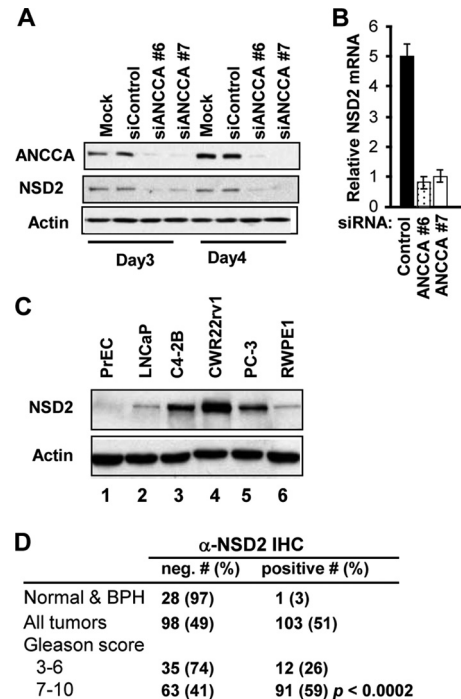 A
Mock
siControl
siANCCA #6
siANCCA #7
Mock
siControl
siANCCA #6
siANCCA #7
ANCCA
NSD2
Actin
Day3
Day4
B
Relative NSD2 mRNA
6
5
4
3
2
1
0
siRNA:
Control
ANCCA #6
ANCCA #7
C
PrEC
LNCaP
C4-2B
CWR22rv1
PC-3
RWPE1
NSD2
Actin
1 2 3 4 5 6
D
α-NSD2 IHC
neg. # (%) positive # (%)
Normal & BPH 28 (97) 1 (3)
All tumors 98 (49) 103 (51)
Gleason score
3-6 35 (74) 12 (26)
7-10 63 (41) 91 (59) p < 0.0002